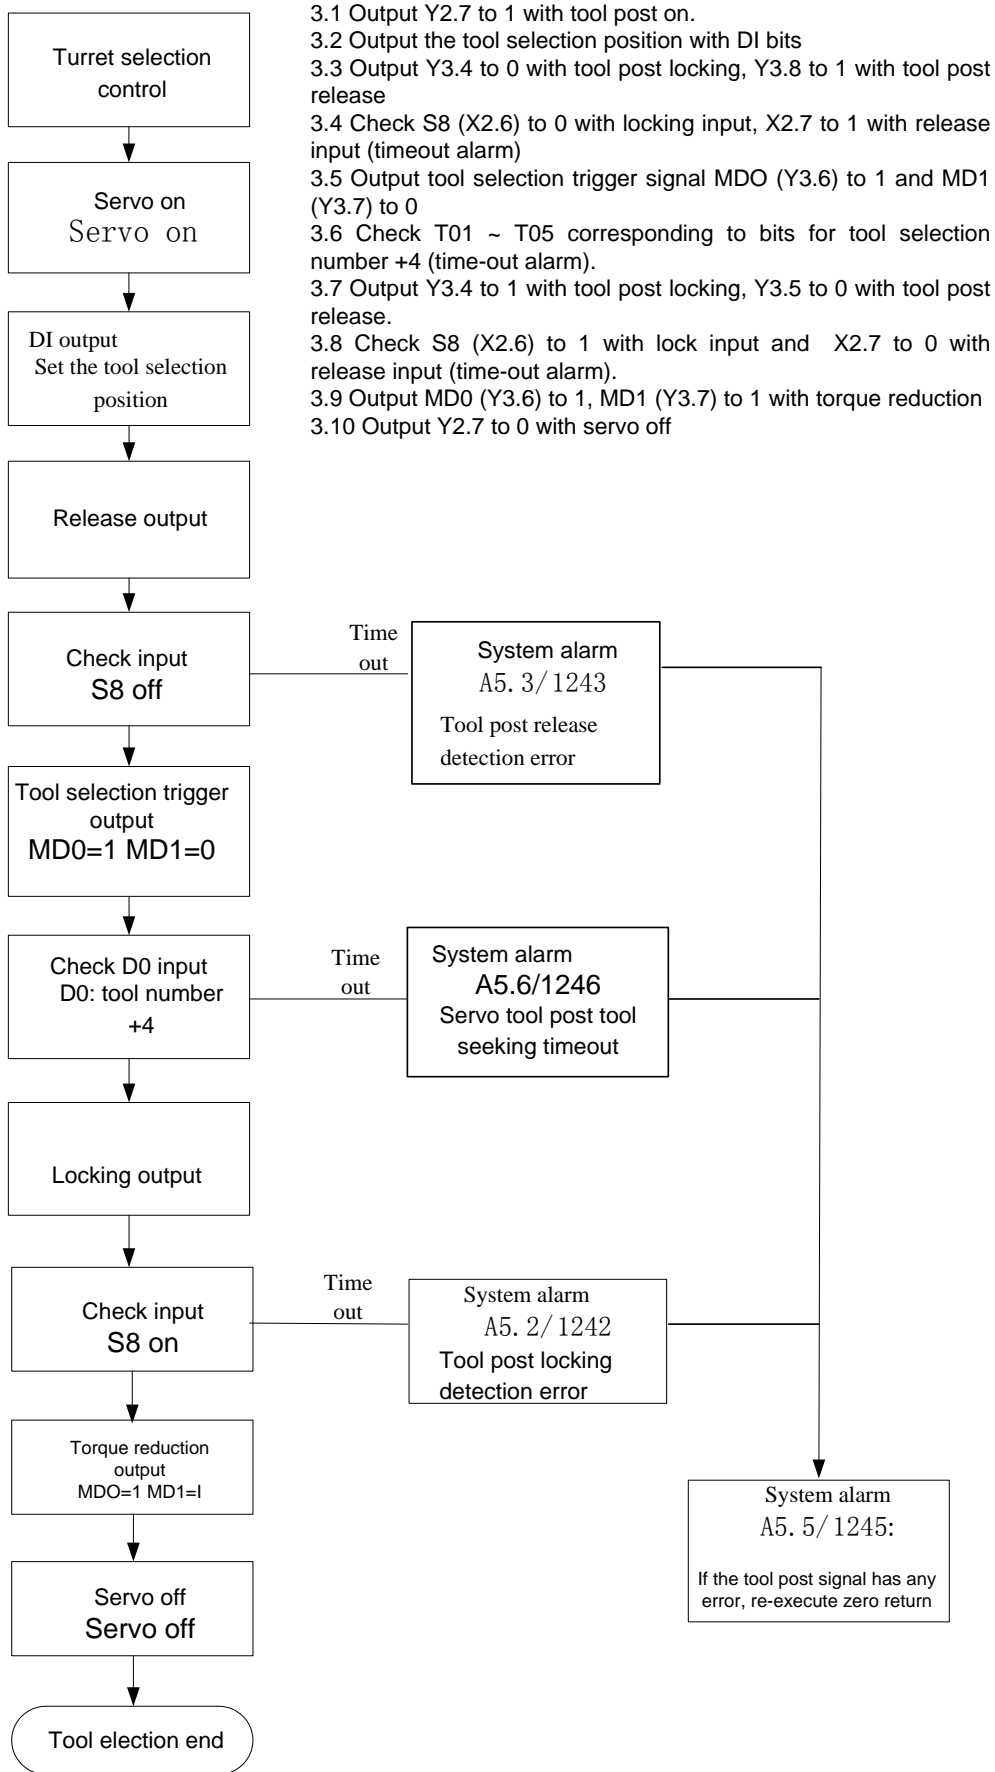 3.1 Output Y2.7 to 1 with tool post on.
3.2 Output the tool selection position with DI bits
3.3 Output Y3.4 to 0 with tool post locking, Y3.8 to 1 with tool post
release
3.4 Check S8 (X2.6) to 0 with locking input, X2.7 to 1 with release
input (timeout alarm)
3.5 Output tool selection trigger signal MDO (Y3.6) to 1 and MD1
(Y3.7) to 0
3.6 Check T01 ~ T05 corresponding to bits for tool selection
number +4 (time-out alarm).
3.7 Output Y3.4 to 1 with tool post locking, Y3.5 to 0 with tool post
release.
3.8 Check S8 (X2.6) to 1 with lock input and X2.7 to 0 with
release input (time-out alarm).
3.9 Output MD0 (Y3.6) to 1, MD1 (Y3.7) to 1 with torque reduction
3.10 Output Y2.7 to 0 with servo off
Turret selection
control
Servo on
Servo on
DI output
Set the tool selection
position
Release output
Check input
S8 off
Time
out
System alarm
A5.3/1243
Tool post release
detection error
Tool selection trigger
output
MD0=1 MD1=0
Check D0 input
D0: tool number
+4
Time
out
System alarm
A5.6/1246
Servo tool post tool
seeking timeout
Locking output
Check input
S8 on
Time
out
System alarm
A5.2/1242
Tool post locking
detection error
Torque reduction
output
MDO=1 MD1=I
System alarm
A5.5/1245:
If the tool post signal has any
error, re-execute zero return
Servo off
Servo off
Tool election end